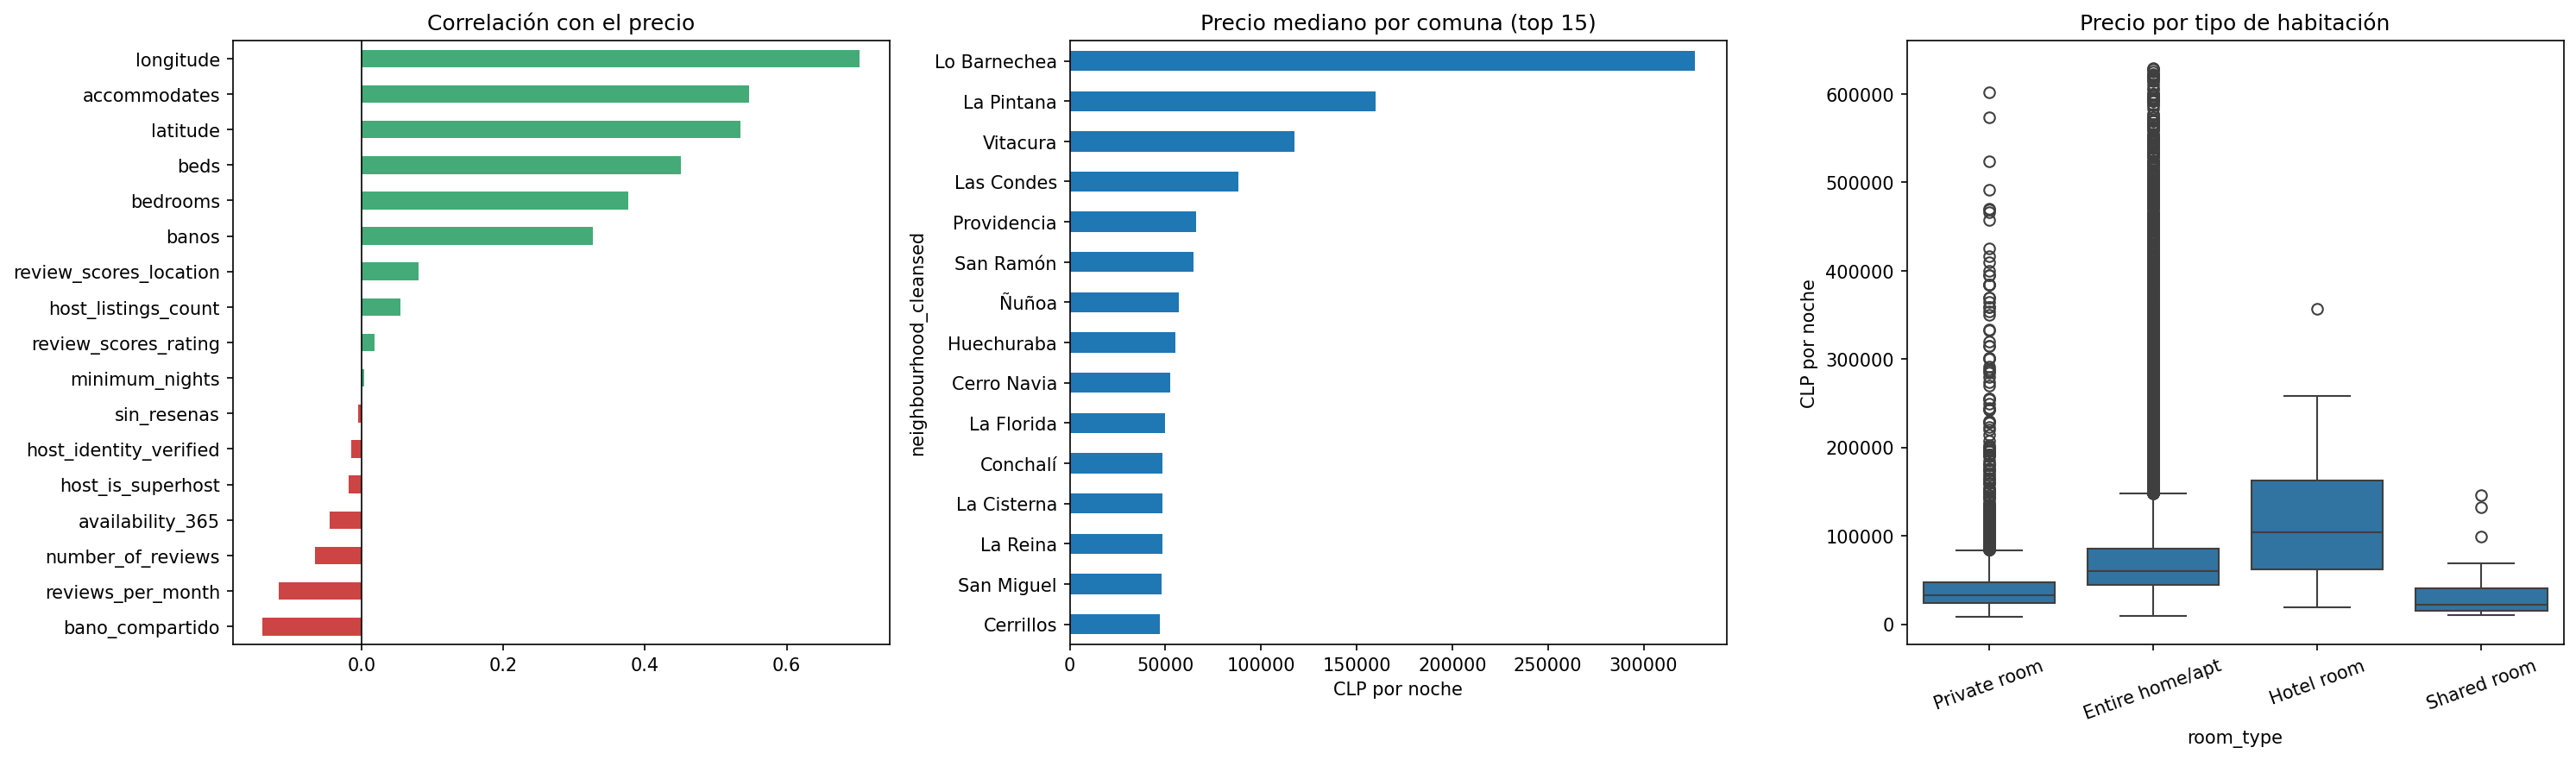 Correlación con el precio
longitude
accommodates
latitude
beds
bedrooms
banos
review_scores_location
host_listings_count
review_scores_rating
minimum_nights
sin_resenas
host_identity_verified
host_is_superhost
availability_365
number_of_reviews
reviews_per_month
bano_compartido
0.0 0.2 0.4 0.6
Precio mediano por comuna (top 15)
neighbourhood_cleansed
Lo Barnechea
La Pintana
Vitacura
Las Condes
Providencia
San Ramón
Ñuñoa
Huechuraba
Cerro Navia
La Florida
Conchalí
La Cisterna
La Reina
San Miguel
Cerrillos
0 50000 100000 150000 200000 250000 300000
CLP por noche
Precio por tipo de habitación
CLP por noche
600000
500000
400000
300000
200000
100000
0
Private room Entire home/apt Hotel room Shared room
room_type